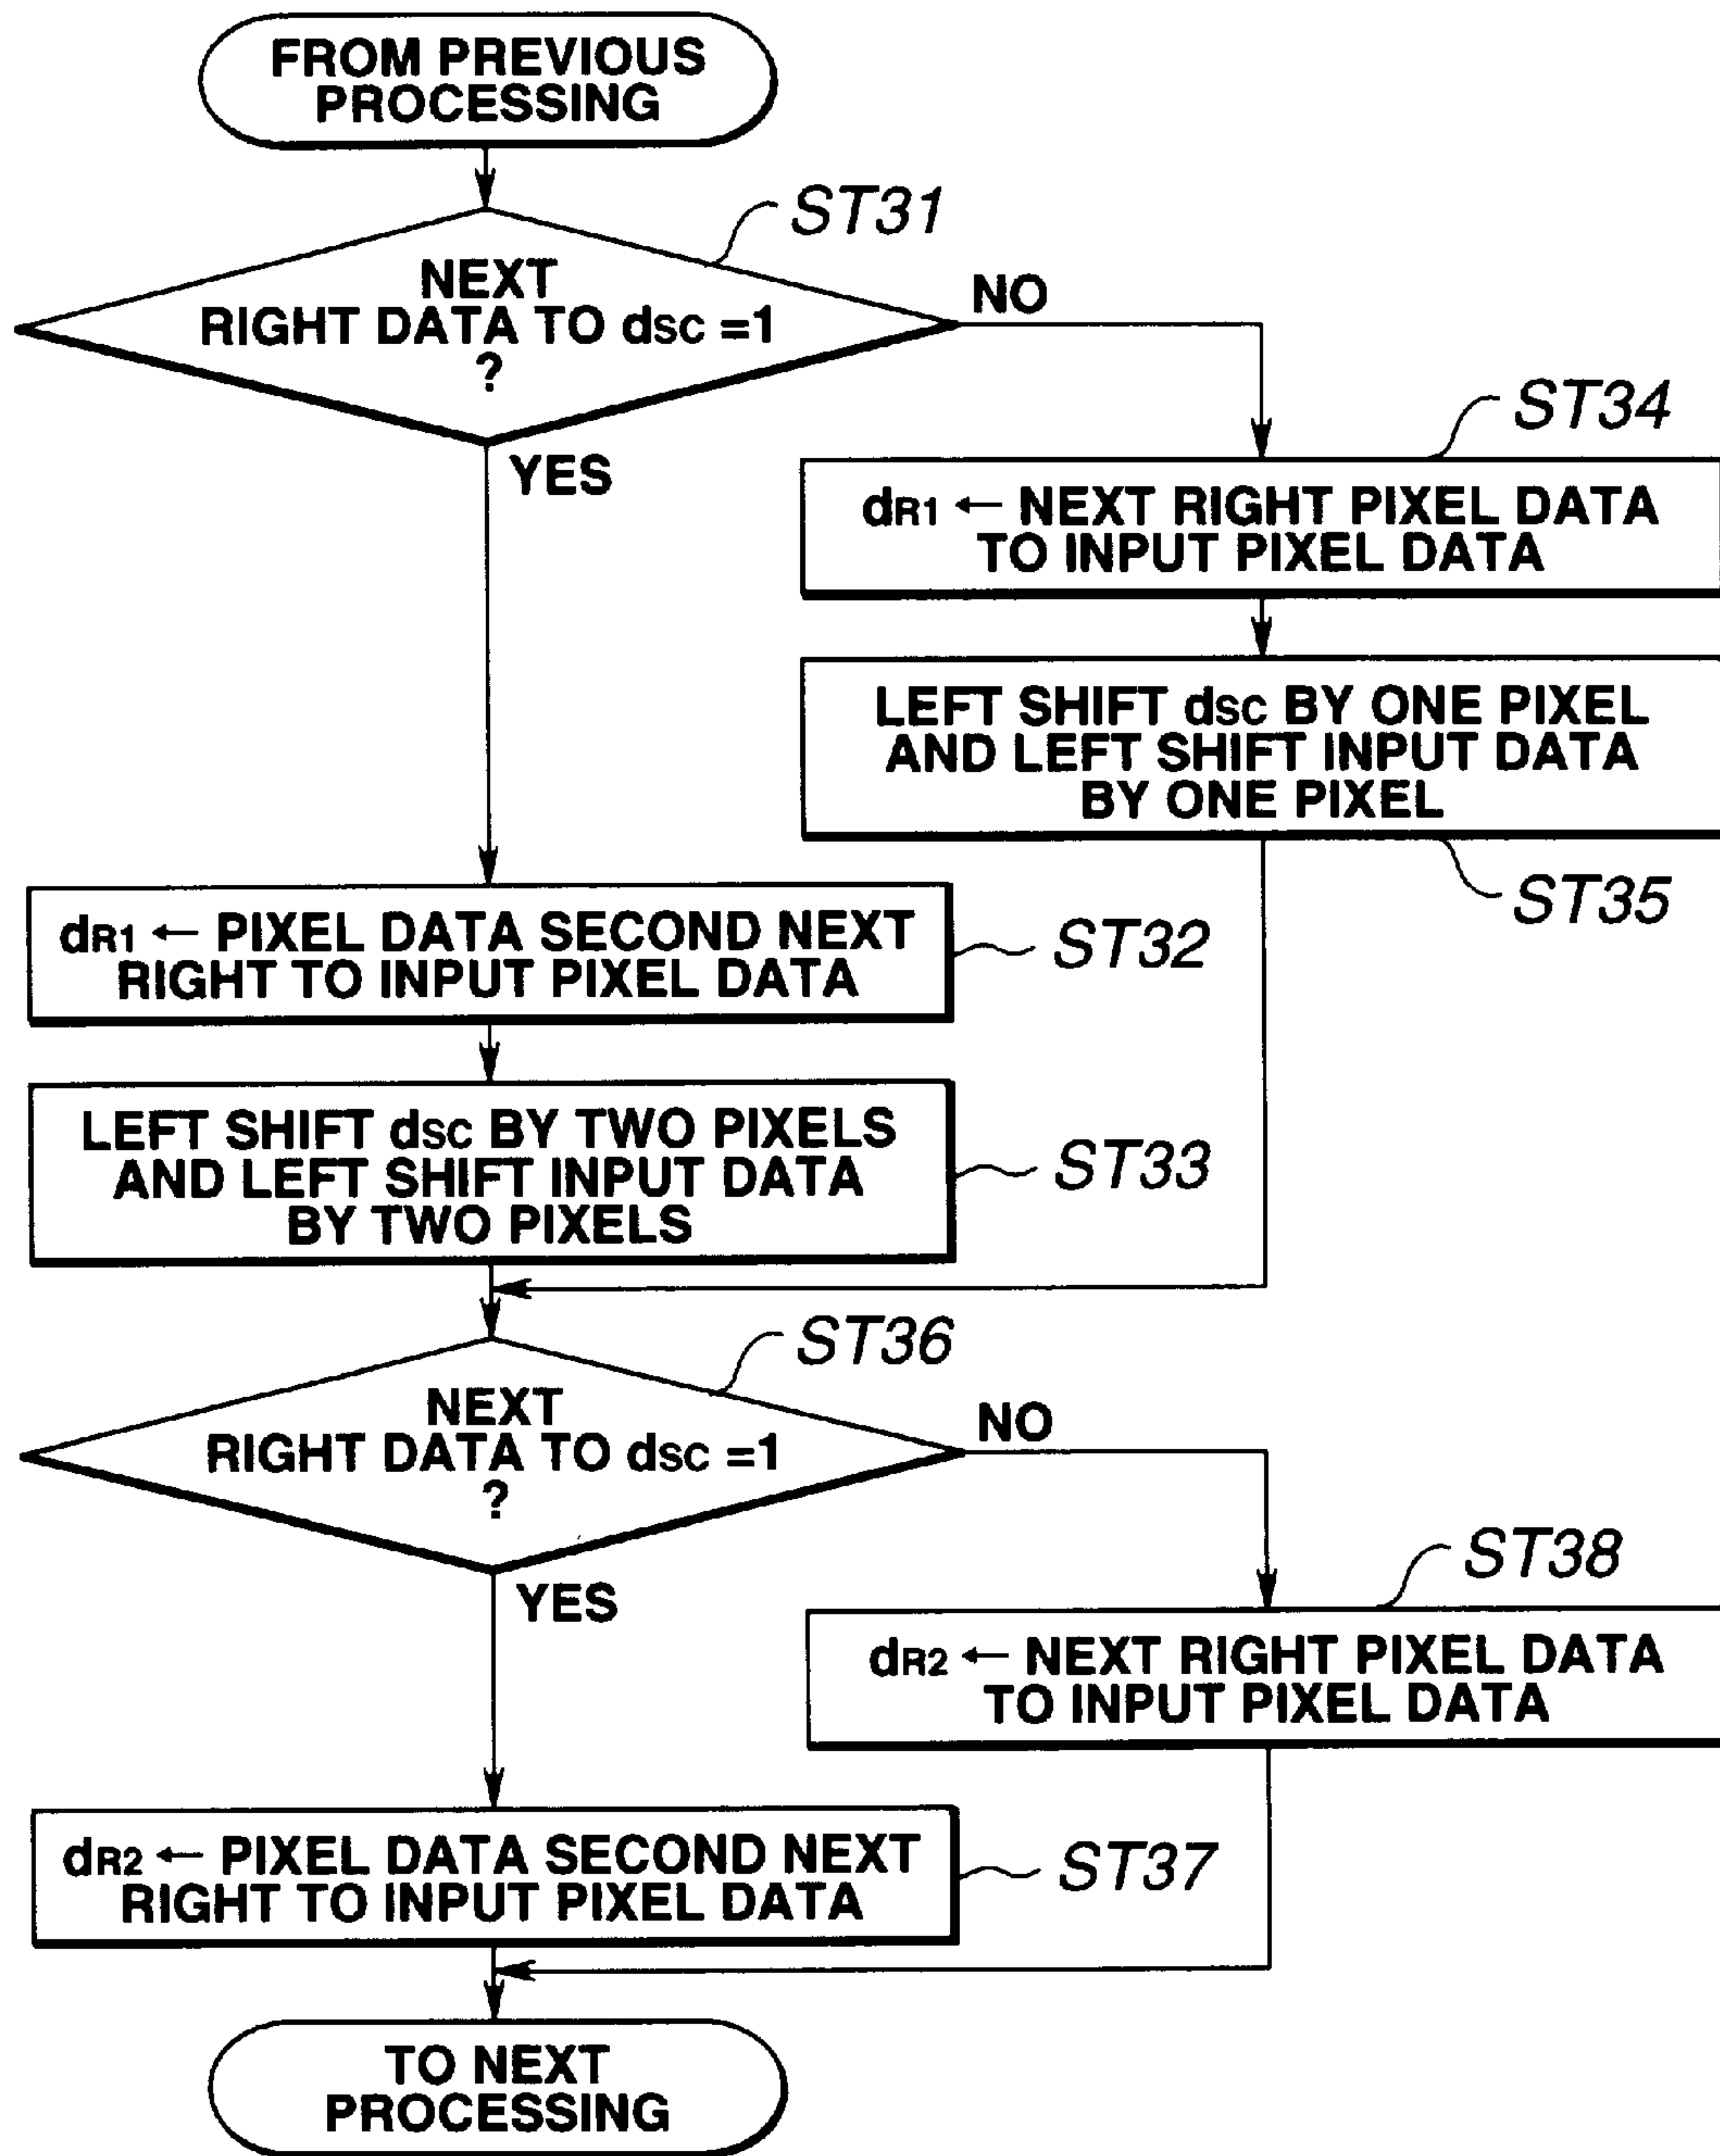 FROM PREVIOUS
PROCESSING
ST31
NEXT
RIGHT DATA TO dsc =1
?
NO
YES
ST34
dR1 ← NEXT RIGHT PIXEL DATA
TO INPUT PIXEL DATA
LEFT SHIFT dsc BY ONE PIXEL
AND LEFT SHIFT INPUT DATA
BY ONE PIXEL
ST35
dR1 ← PIXEL DATA SECOND NEXT
RIGHT TO INPUT PIXEL DATA
ST32
LEFT SHIFT dsc BY TWO PIXELS
AND LEFT SHIFT INPUT DATA
BY TWO PIXELS
ST33
ST36
NEXT
RIGHT DATA TO dsc =1
?
NO
YES
ST38
dR2 ← NEXT RIGHT PIXEL DATA
TO INPUT PIXEL DATA
dR2 ← PIXEL DATA SECOND NEXT
RIGHT TO INPUT PIXEL DATA
ST37
TO NEXT
PROCESSING